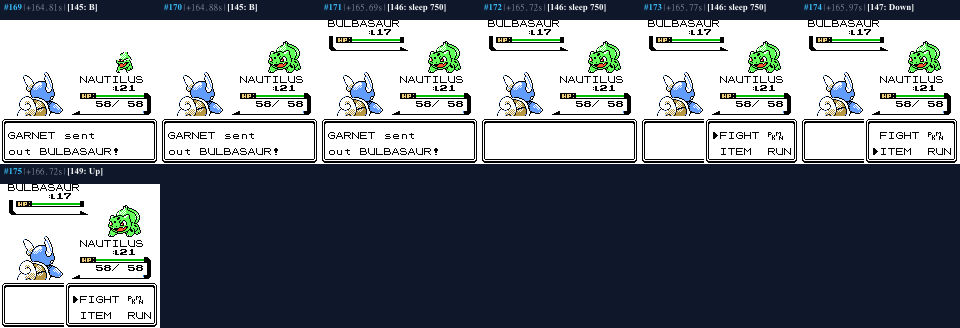 #169|+164.81s|[145: B]
NAUTILUS
:L21
HP:
58/ 58
GARNET sent
out BULBASAUR!
#170|+164.88s|[145: B]
NAUTILUS
:L21
HP:
58/ 58
GARNET sent
out BULBASAUR!
#171|+165.69s|[146: sleep 750]
BULBASAUR
:L17
HP:
NAUTILUS
:L21
HP:
58/ 58
GARNET sent
out BULBASAUR!
#172|+165.72s|[146: sleep 750]
BULBASAUR
:L17
HP:
NAUTILUS
:L21
HP:
58/ 58
#173|+165.77s|[146: sleep 750]
BULBASAUR
:L17
HP:
NAUTILUS
:L21
HP:
58/ 58
▶FIGHT PKMN
ITEM RUN
#174|+165.97s|[147: Down]
BULBASAUR
:L17
HP:
NAUTILUS
:L21
HP:
58/ 58
FIGHT PKMN
▶ITEM RUN
#175|+166.72s|[149: Up]
BULBASAUR
:L17
HP:
NAUTILUS
:L21
HP:
58/ 58
▶FIGHT PKMN
ITEM RUN